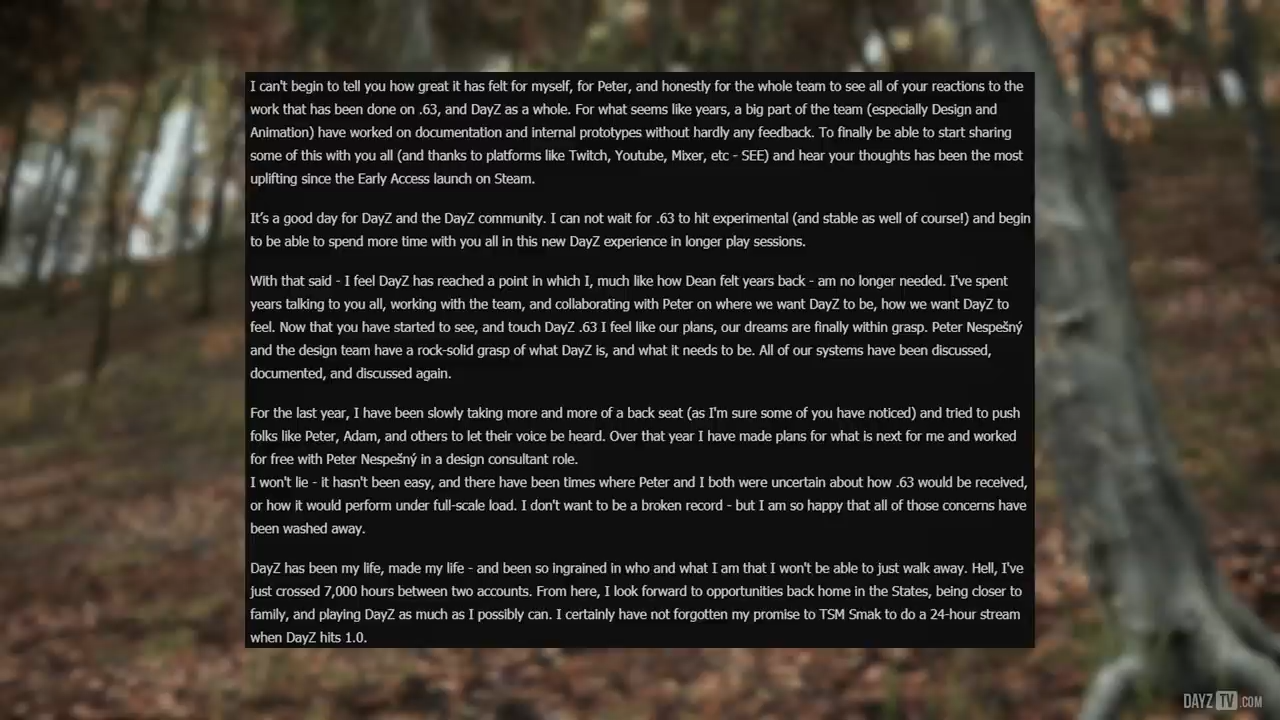 I can't begin to tell you how great it has felt for myself, for Peter, and honestly for the whole team to see all of your reactions to the
work that has been done on .63, and DayZ as a whole. For what seems like years, a big part of the team (especially Design and
Animation) have worked on documentation and internal prototypes without hardly any feedback. To finally be able to start sharing
some of this with you all (and thanks to platforms like Twitch, Youtube, Mixer, etc - SEE) and hear your thoughts has been the most
uplifting since the Early Access launch on Steam.
It's a good day for DayZ and the DayZ community. I can not wait for .63 to hit experimental (and stable as well of course!) and begin
to be able to spend more time with you all in this new DayZ experience in longer play sessions.
With that said - I feel DayZ has reached a point in which I, much like how Dean felt years back - am no longer needed. I've spent
years talking to you all, working with the team, and collaborating with Peter on where we want DayZ to be, how we want DayZ to
feel. Now that you have started to see, and touch DayZ .63 I feel like our plans, our dreams are finally within grasp. Peter Nespešný
and the design team have a rock-solid grasp of what DayZ is, and what it needs to be. All of our systems have been discussed,
documented, and discussed again.
For the last year, I have been slowly taking more and more of a back seat (as I'm sure some of you have noticed) and tried to push
folks like Peter, Adam, and others to let their voice be heard. Over that year I have made plans for what is next for me and worked
for free with Peter Nespešný in a design consultant role.
I won't lie - it hasn't been easy, and there have been times where Peter and I both were uncertain about how .63 would be received,
or how it would perform under full-scale load. I don't want to be a broken record - but I am so happy that all of those concerns have
been washed away.
DayZ has been my life, made my life - and been so ingrained in who and what I am that I won't be able to just walk away. Hell, I've
just crossed 7,000 hours between two accounts. From here, I look forward to opportunities back home in the States, being closer to
family, and playing DayZ as much as I possibly can. I certainly have not forgotten my promise to TSM Smak to do a 24-hour stream
when DayZ hits 1.0.
DAYZ TV .COM